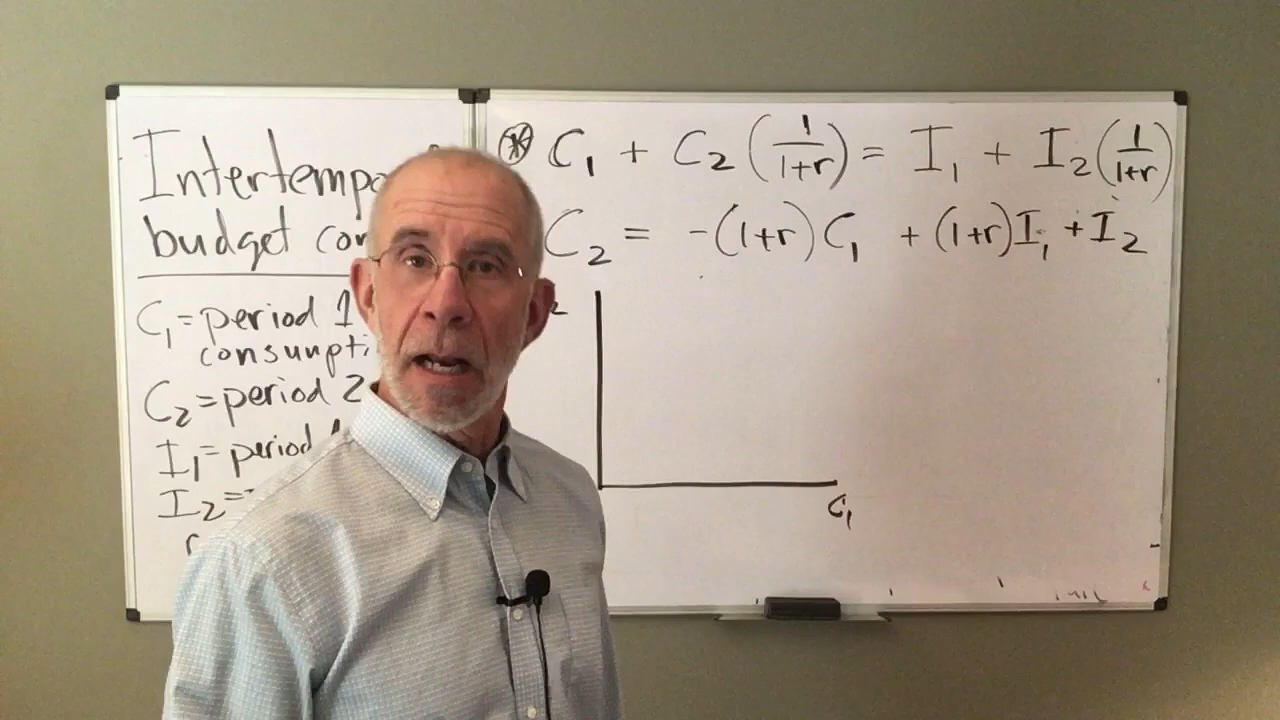 Intertempo
budget con
C₁ = period 1
consumpti
C₂ = period 2
I₁ = period
I₂ =
⊛ C₁ + C₂ (1/(1+r)) = I₁ + I₂ (1/(1+r))
C₂ = -(1+r)C₁ + (1+r)I₁ + I₂
₂
C₁